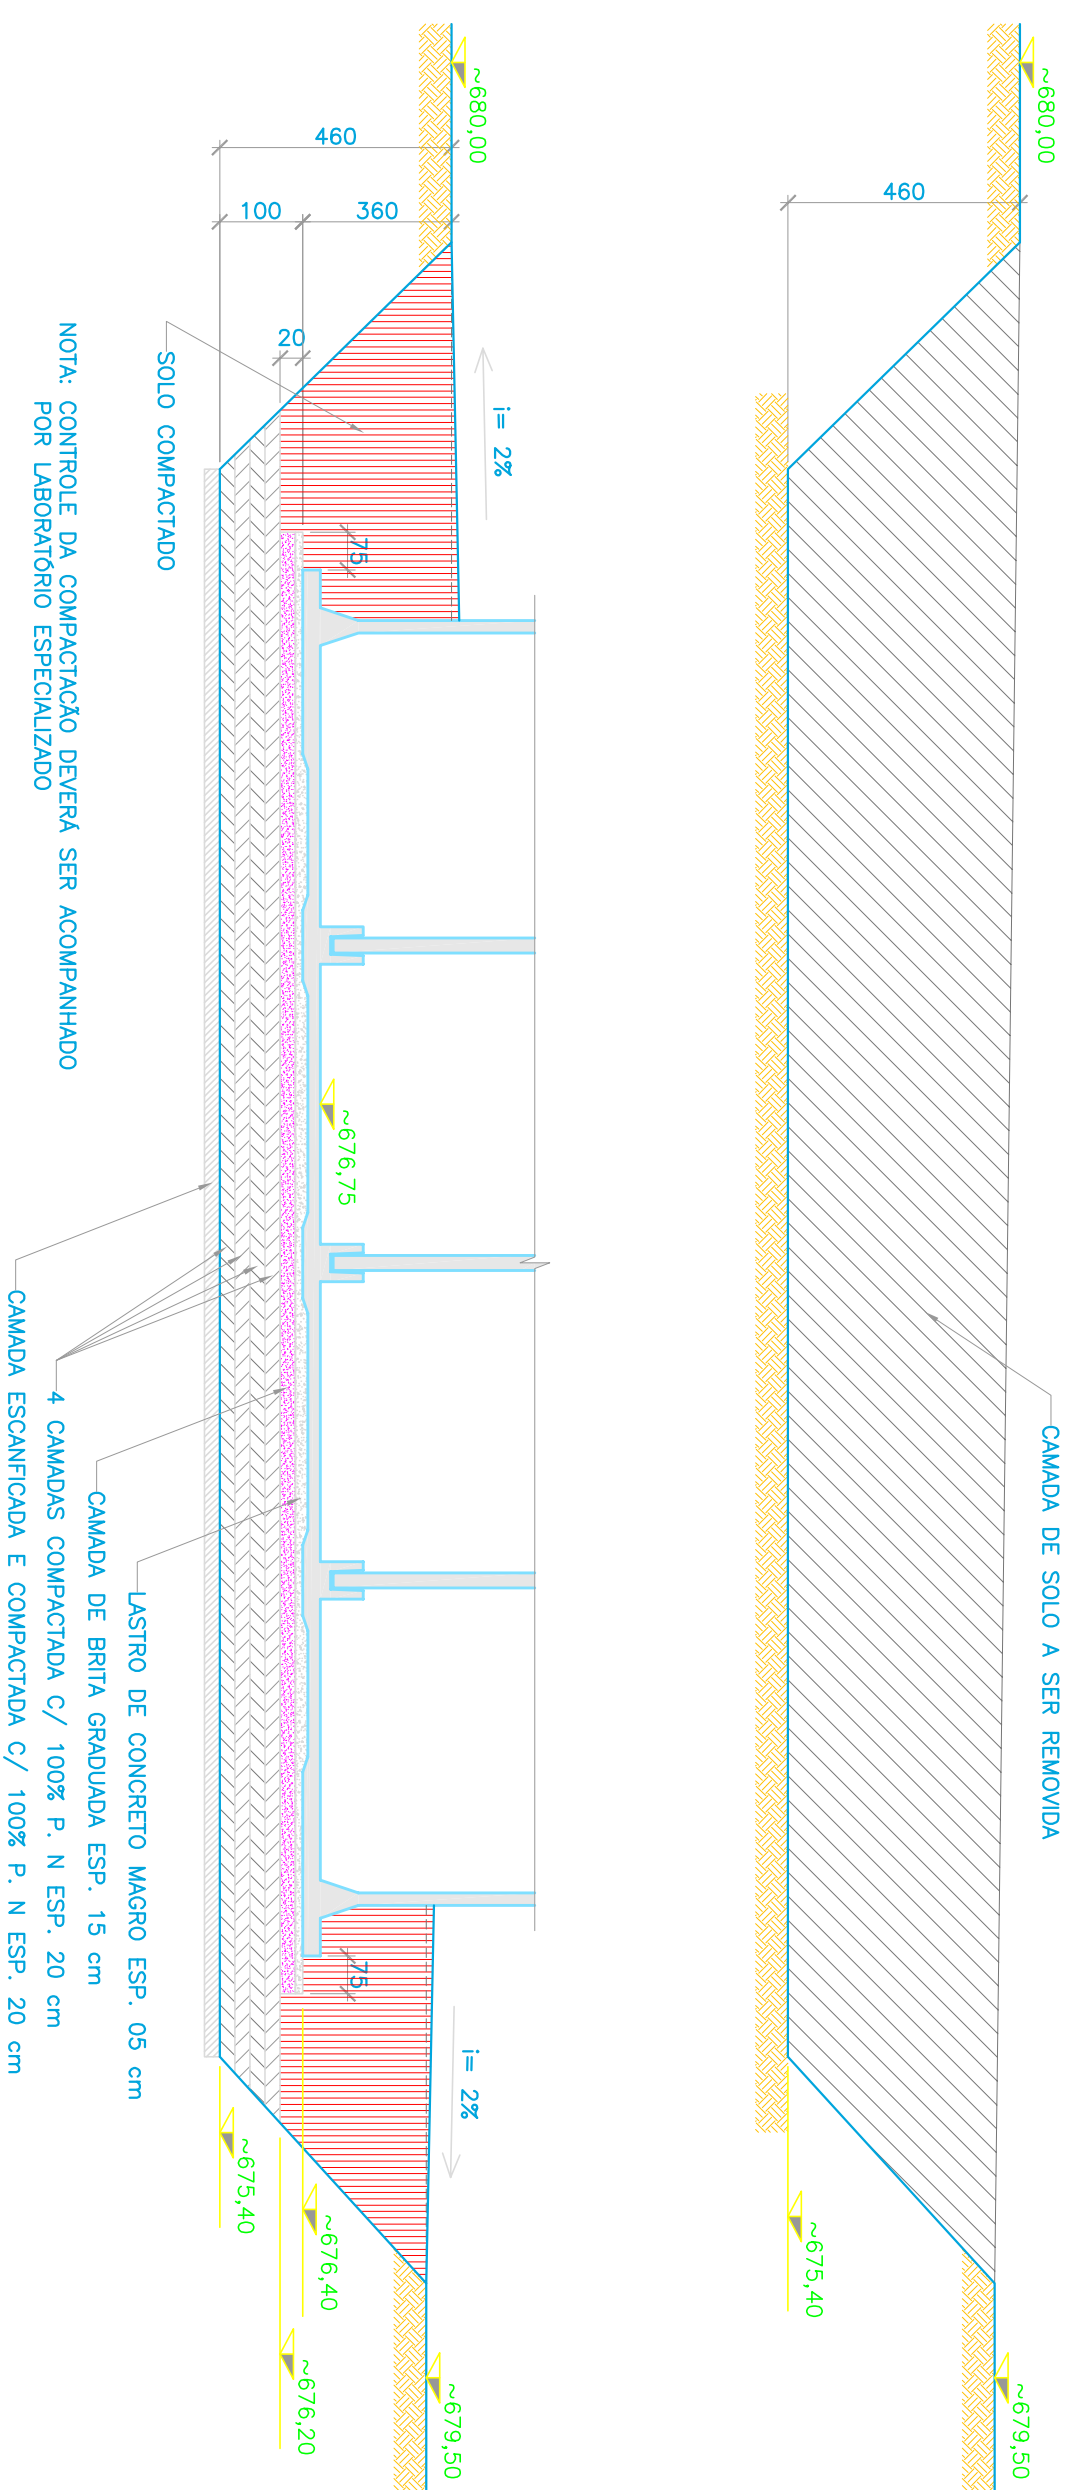 ~680,00
~679,50
460
CAMADA DE SOLO A SER REMOVIDA
~675,40
~680,00
460
100
360
20
i= 2%
75
~676,75
75
i= 2%
~679,50
~676,40
~676,20
~675,40
SOLO COMPACTADO
LASTRO DE CONCRETO MAGRO ESP. 05 cm
CAMADA DE BRITA GRADUADA ESP. 15 cm
4 CAMADAS COMPACTADA C/ 100% P. N ESP. 20 cm
CAMADA ESCANFICADA E COMPACTADA C/ 100% P. N ESP. 20 cm
NOTA: CONTROLE DA COMPACTAÇÃO DEVERÁ SER ACOMPANHADO
POR LABORATÓRIO ESPECIALIZADO